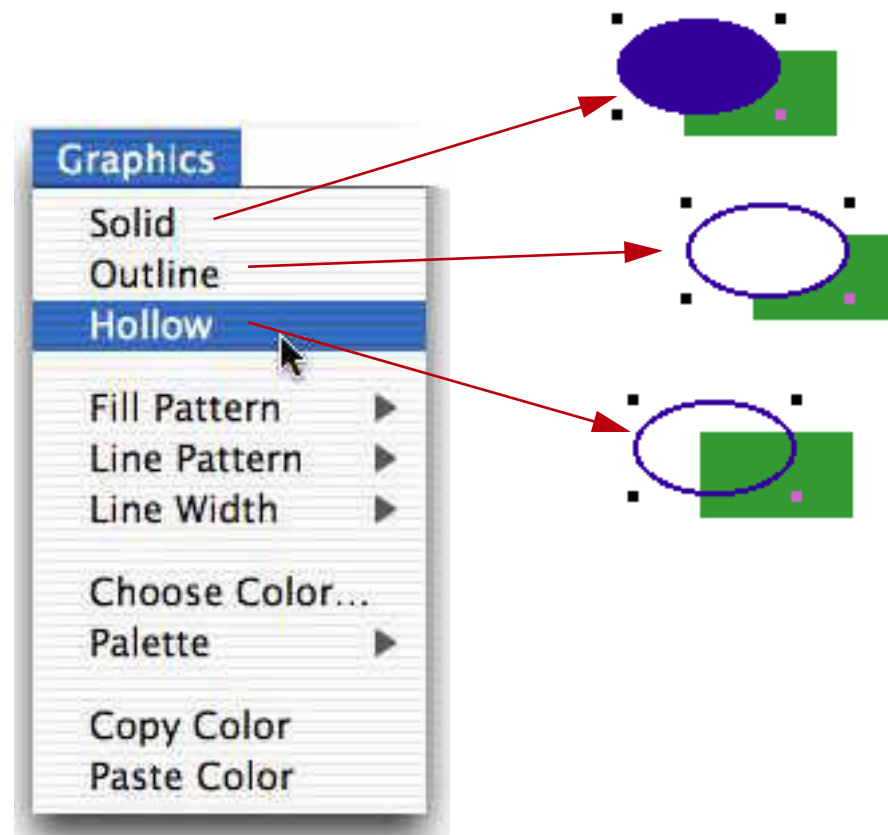 Graphics
Solid
Outline
Hollow
Fill Pattern
Line Pattern
Line Width
Choose Color...
Palette
Copy Color
Paste Color